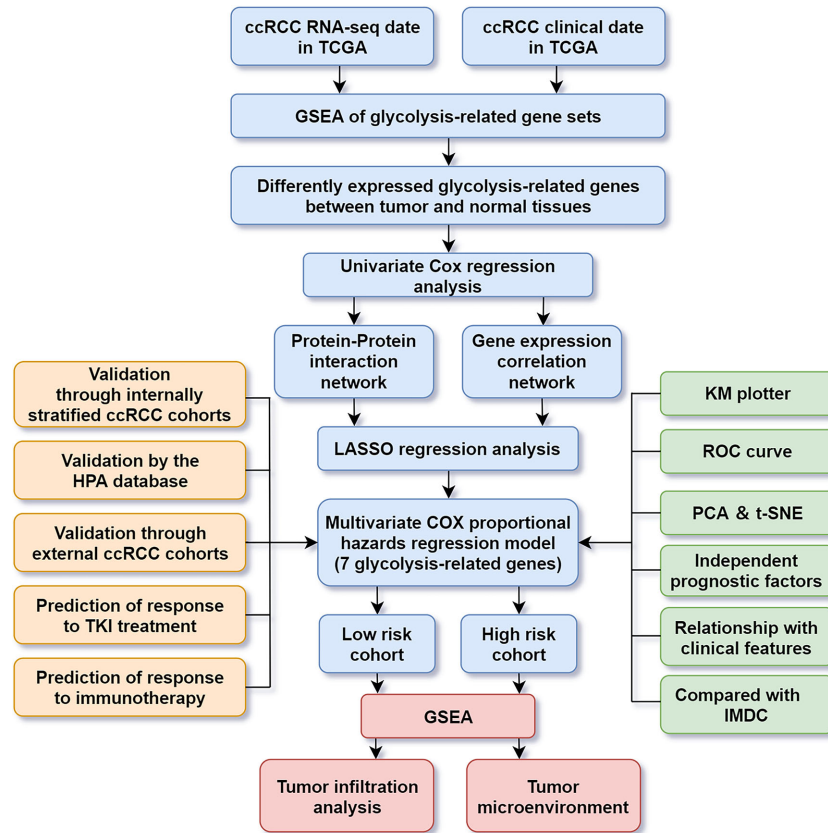 ccRCC RNA-seq date
in TCGA
ccRCC clinical date
in TCGA
GSEA of glycolysis-related gene sets
Differently expressed glycolysis-related genes
between tumor and normal tissues
Univariate Cox regression
analysis
Protein-Protein
interaction
network
Gene expression
correlation
network
LASSO regression analysis
Multivariate COX proportional
hazards regression model
(7 glycolysis-related genes)
Low risk
cohort
High risk
cohort
GSEA
Tumor infiltration
analysis
Tumor
microenvironment
Validation
through internally
stratified ccRCC cohorts
Validation by the
HPA database
Validation through
external ccRCC cohorts
Prediction of response
to TKI treatment
Prediction of response
to immunotherapy
KM plotter
ROC curve
PCA & t-SNE
Independent
prognostic factors
Relationship with
clinical features
Compared with
IMDC